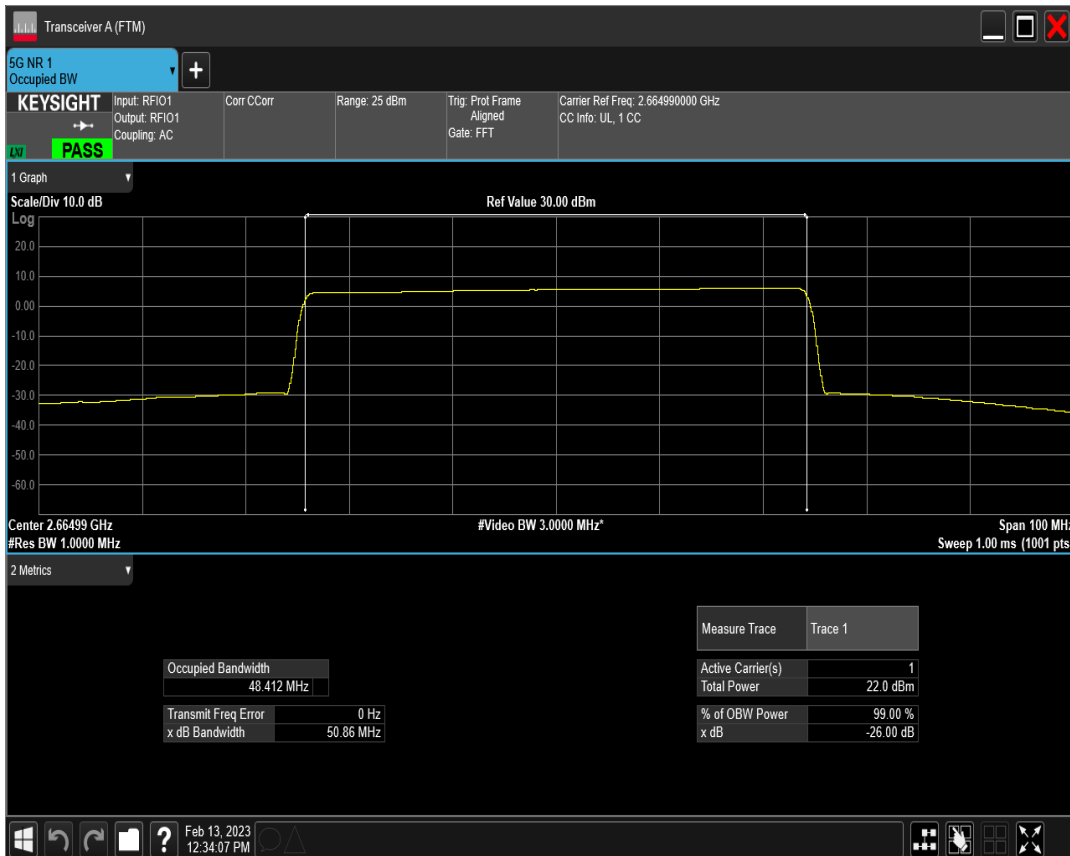 Transceiver A (FTM)
5G NR 1
Occupied BW
+
KEYSIGHT
LXI
PASS
Input: RFIO1
Output: RFIO1
Coupling: AC
Corr CCorr
Range: 25 dBm
Trig: Prot Frame
Aligned
Gate: FFT
Carrier Ref Freq: 2.664990000 GHz
CC Info: UL, 1 CC
1 Graph
Scale/Div 10.0 dB
Ref Value 30.00 dBm
Log
20.0
10.0
0.00
-10.0
-20.0
-30.0
-40.0
-50.0
-60.0
Center 2.66499 GHz
#Video BW 3.0000 MHz*
Span 100 MHz
#Res BW 1.0000 MHz
Sweep 1.00 ms (1001 pts
2 Metrics
Measure Trace Trace 1
Occupied Bandwidth
48.412 MHz
Active Carrier(s) 1
Total Power 22.0 dBm
Transmit Freq Error 0 Hz
x dB Bandwidth 50.86 MHz
% of OBW Power 99.00 %
x dB -26.00 dB
?
Feb 13, 2023
12:34:07 PM